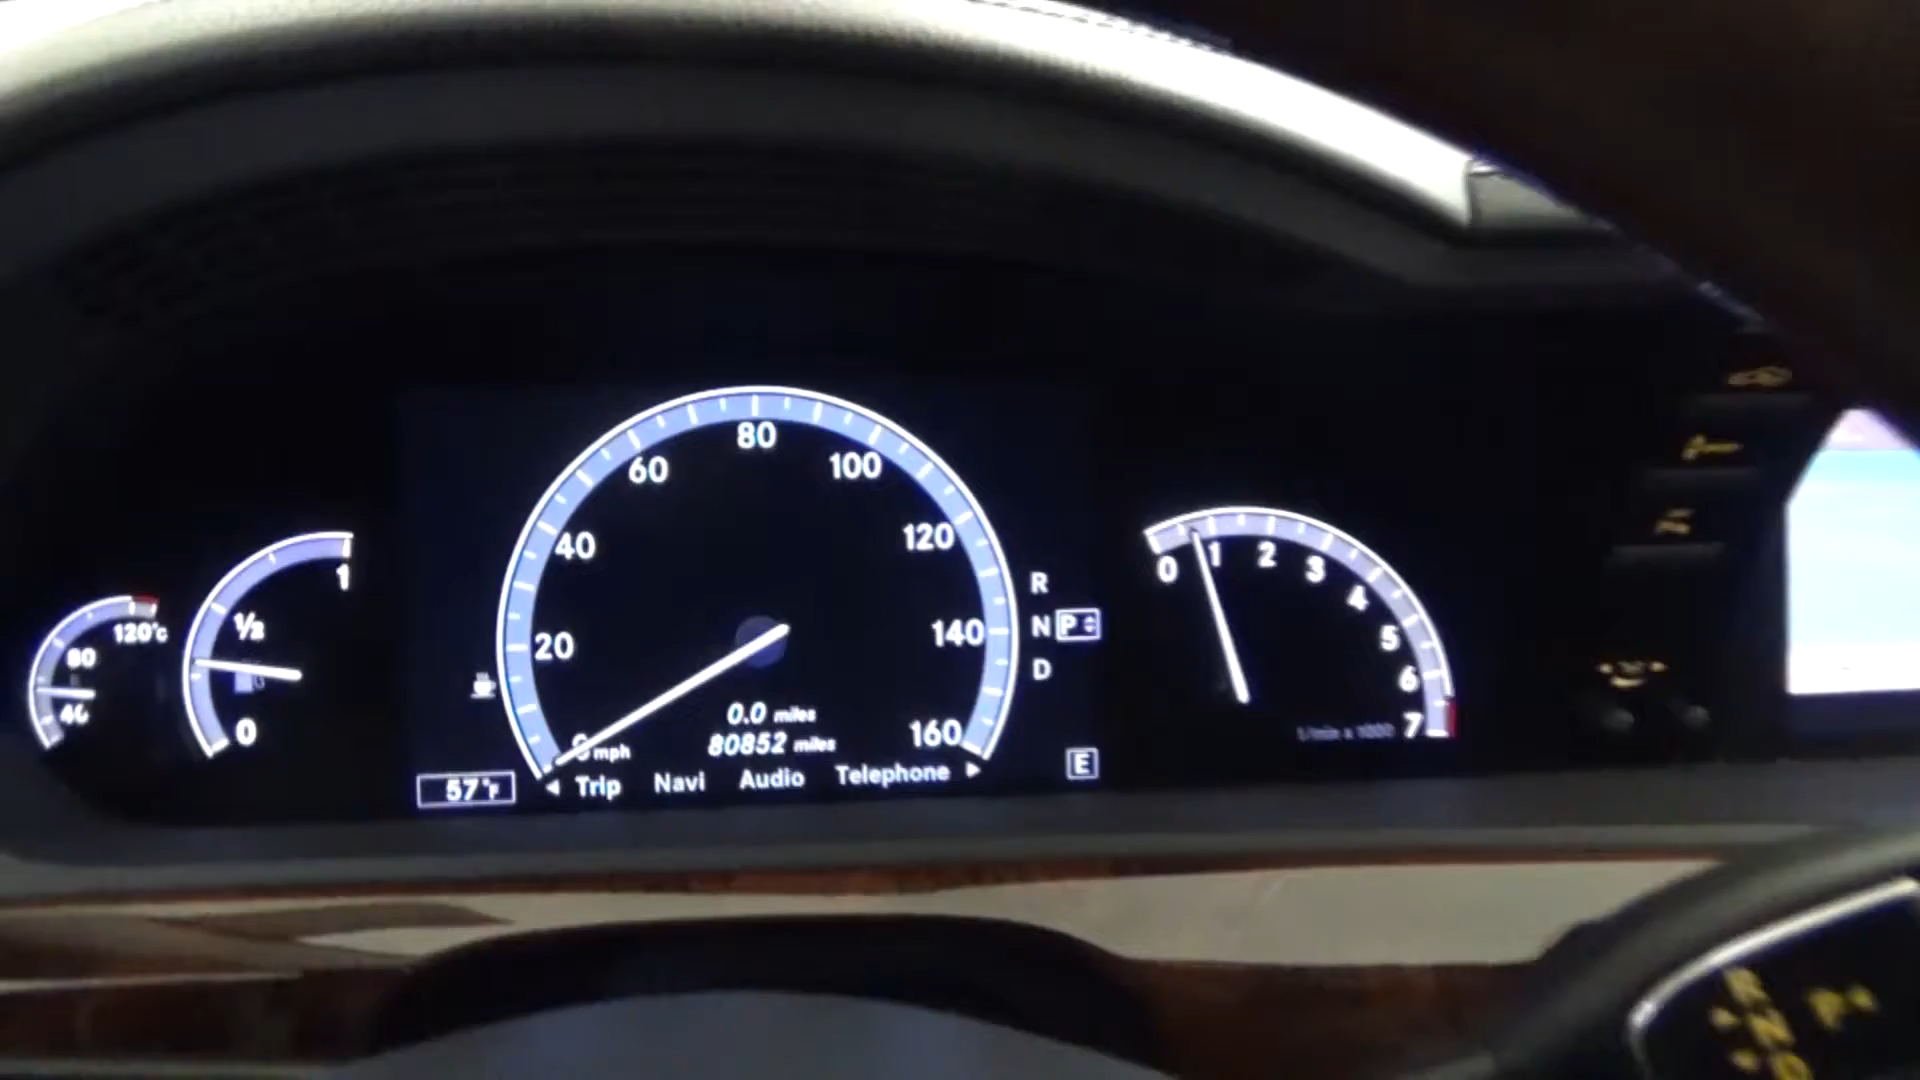 80
60
100
40
120
20
140
160
0 mph
0.0 miles
80852 miles
Trip Navi Audio Telephone
57°F
R
N P
D
E
120°C
80
40
1
1/2
0
0 1 2 3 4 5 6 7
1/min x 1000
R
N P
D